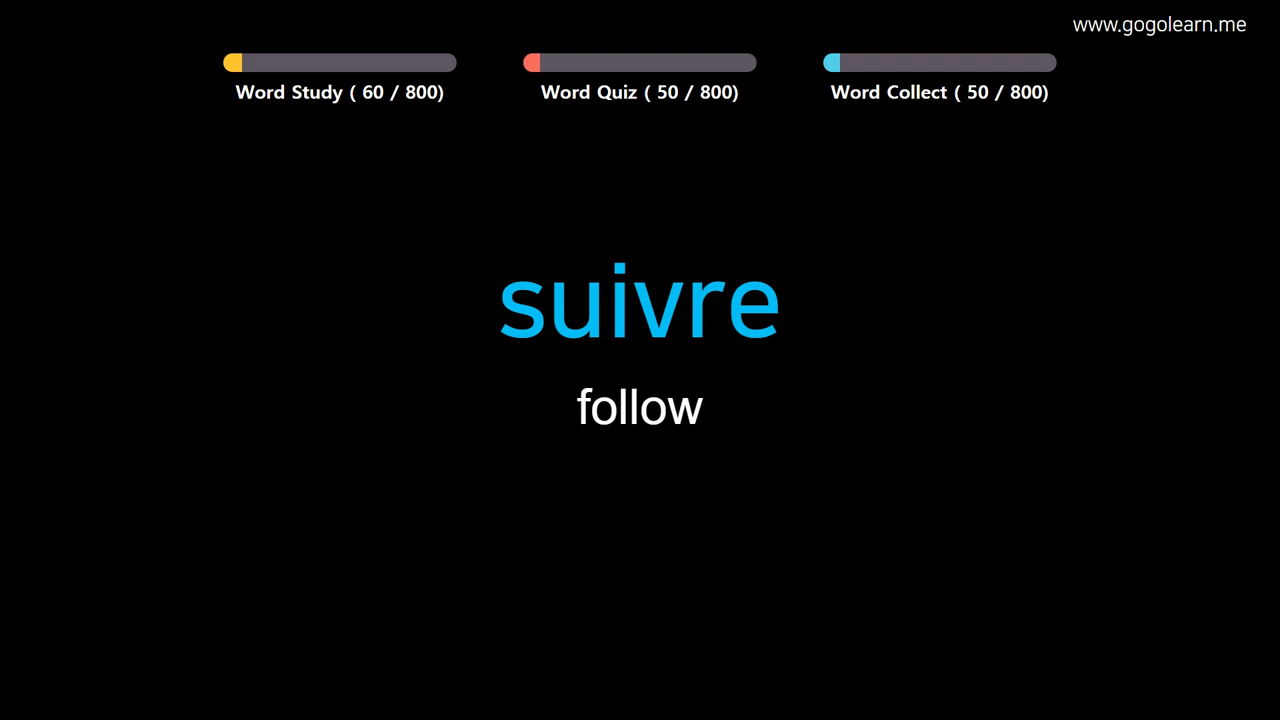 www.gogolearn.me
Word Study ( 60 / 800)
Word Quiz ( 50 / 800)
Word Collect ( 50 / 800)
suivre
follow